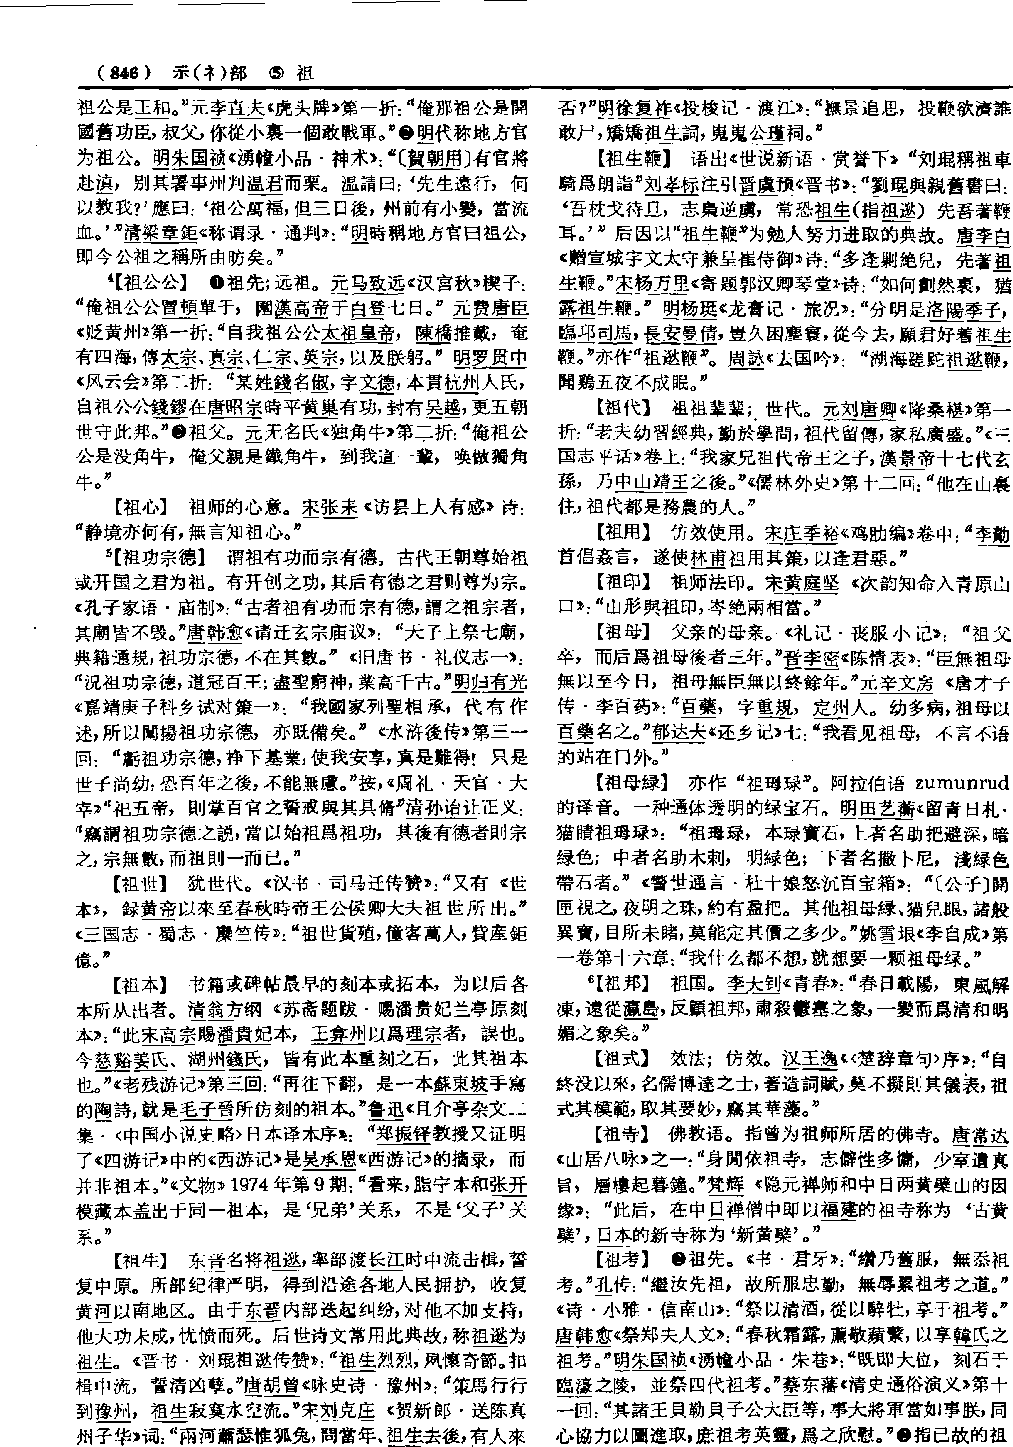 （846） 示(礻)部 ⑤ 祖
祖公是王和。”元李直夫《虎头牌》第一折：“俺那祖公是開
國舊功臣，叔父，你從小裏一個敢戰軍。”❷明代称地方官
为祖公。明朱国祯《湧幢小品·神术》：“〔賀朝用〕有官將
赴滇，别其署事州判温君而栗。温請曰：‘先生遠行，何
以教我？’應曰：‘祖公萬福，但三日後，州前有小變，當流
血。’”清梁章鉅《称谓录·通判》：“明時稱地方官曰祖公，
即今公祖之稱所由昉矣。”
⁴【祖公公】 ❶祖先；远祖。元马致远《汉宫秋》楔子：
“俺祖公公冒頓單于，圍漢高帝于白登七日。”元费唐臣
《贬黄州》第一折：“自我祖公公太祖皇帝，陳橋推戴，奄
有四海，傳太宗、真宗、仁宗、英宗，以及朕躬。”明罗贯中
《风云会》第二折：“某姓錢名俶，字文德，本貫杭州人氏，
自祖公公錢鏐在唐昭宗時平黄巢有功，封有吴越，更五朝
世守此邦。”❷祖父。元无名氏《独角牛》第二折：“俺祖公
公是没角牛，俺父親是鐵角牛，到我這一輩，唤做獨角
牛。”
【祖心】 祖师的心意。宋张耒《访昙上人有感》诗：
“静境亦何有，無言知祖心。”
⁵【祖功宗德】 谓祖有功而宗有德。古代王朝尊始祖
或开国之君为祖。有开创之功，其后有德之君则尊为宗。
《孔子家语·庙制》：“古者祖有功而宗有德，謂之祖宗者，
其廟皆不毁。”唐韩愈《请迁玄宗庙议》：“天子上祭七廟，
典籍通規，祖功宗德，不在其數。”《旧唐书·礼仪志一》：
“况祖功宗德，道冠百王；盡聖窮神，業高千古。”明归有光
《嘉靖庚子科乡试对策一》：“我國家列聖相承，代有作
述，所以闡揚祖功宗德，亦既備矣。”《水浒後传》第三一
回：“虧祖功宗德，挣下基業，使我安享，真是難得！只是
世子尚幼，恐百年之後，不能無慮。”按，《周礼·天官·大
宰》“祀五帝，則掌百官之誓戒與其具脩”清孙诒让正义：
“竊謂祖功宗德之説，當以始祖爲祖功，其後有德者則宗
之，宗無數，而祖則一而已。”
【祖世】 犹世代。《汉书·司马迁传赞》：“又有《世
本》，録黄帝以來至春秋時帝王公侯卿大夫祖世所出。”
《三国志·蜀志·麋竺传》：“祖世貨殖，僮客萬人，貲産鉅
億。”
【祖本】 书籍或碑帖最早的刻本或拓本，为以后各
本所从出者。清翁方纲《苏斋题跋·赐潘贵妃兰亭原刻
本》：“此宋高宗賜潘貴妃本，王弇州以爲理宗者，誤也。
今慈谿姜氏、湖州錢氏，皆有此本重刻之石，此其祖本
也。”《老残游记》第三回：“再往下翻，是一本蘇東坡手寫
的陶詩，就是毛子晉所仿刻的祖本。”鲁迅《且介亭杂文二
集·〈中国小说史略〉日本译本序》：“郑振铎教授又证明
了《四游记》中的《西游记》是吴承恩《西游记》的摘录，而
并非祖本。”《文物》1974年第9期：“看来，脂宁本和张开
模藏本盖出于同一祖本，是‘兄弟’关系，不是‘父子’关
系。”
【祖生】 东晋名将祖逖，率部渡长江时中流击楫，誓
复中原。所部纪律严明，得到沿途各地人民拥护，收复
黄河以南地区。由于东晋内部迭起纠纷，对他不加支持，
他大功未成，忧愤而死。后世诗文常用此典故，称祖逖为
祖生。《晋书·刘琨祖逖传赞》：“祖生烈烈，夙懷奇節。扣
楫中流，誓清凶孽。”唐胡曾《咏史诗·豫州》：“策馬行行
到豫州，祖生寂寞水空流。”宋刘克庄《贺新郎·送陈真
州子华》词：“兩河蕭瑟惟狐兔，問當年、祖生去後，有人來
否？”明徐复祚《投梭记·渡江》：“撫景追思，投鞭欲濟誰
敢尸，矯矯祖生詞，嵬嵬公瑾祠。”
【祖生鞭】 语出《世说新语·赏誉下》“刘琨稱祖車
騎爲朗詣”刘孝标注引晋虞预《晋书》：“劉琨與親舊書曰：
‘吾枕戈待旦，志梟逆虜，常恐祖生（指祖逖）先吾著鞭
耳。’”后因以“祖生鞭”为勉人努力进取的典故。唐李白
《赠宣城宇文太守兼呈崔侍御》诗：“多逢剿絶兒，先著祖
生鞭。”宋杨万里《寄题郭汉卿琴堂》诗：“如何劃然裹，猶
露祖生鞭。”明杨珽《龙膏记·旅况》：“分明是洛陽季子，
臨邛司馬，長安曼倩，豈久困塵寰，從今去，願君好著祖生
鞭。”亦作“祖逖鞭”。周詠《去国吟》：“湖海蹉跎祖逖鞭，
聞鷄五夜不成眠。”
【祖代】 祖祖辈辈；世代。元刘唐卿《降桑椹》第一
折：“老夫幼習經典，勤於學問，祖代留傳，家私廣盛。”《三
国志平话》卷上：“我家兄祖代帝王之子，漢景帝十七代玄
孫，乃中山靖王之後。”《儒林外史》第十二回：“他在山裏
住，祖代都是務農的人。”
【祖用】 仿效使用。宋庄季裕《鸡肋编》卷中：“李勣
首倡姦言，遂使林甫祖用其策，以逢君惡。”
【祖印】 祖师法印。宋黄庭坚《次韵知命入青原山
口》：“山形與祖印，岑絶兩相當。”
【祖母】 父亲的母亲。《礼记·丧服小记》：“祖父
卒，而后爲祖母後者三年。”晋李密《陈情表》：“臣無祖母
無以至今日，祖母無臣無以終餘年。”元辛文房《唐才子
传·李百药》：“百藥，字重規，定州人。幼多病，祖母以
百藥名之。”郁达夫《还乡记》七：“我看见祖母，不言不语
的站在门外。”
【祖母绿】 亦作“祖母球”。阿拉伯语 zumunrud
的译音。一种通体透明的绿宝石。明田艺蘅《留青日札·
猫睛祖母琭》：“祖母琭，本琭寶石，上者名助把避深，暗
绿色；中者名助木剌，明緑色；下者名撒卜尼，淺緑色
帶石者。”《警世通言·杜十娘怒沉百宝箱》：“〔公子〕開
匣視之，夜明之珠，約有盈把。其他祖母緑、猫兒眼，諸般
異寶，目所未睹，莫能定其價之多少。”姚雪垠《李自成》第
一卷第十六章：“我什么都不想，就想要一颗祖母绿。”
⁶【祖邦】 祖国。李大钊《青春》：“春日載陽，東風解
凍，遠從瀛島，反顧祖邦，肅殺鬱塞之象，一變而爲清和明
媚之象矣。”
【祖式】 效法；仿效。汉王逸《〈楚辞章句〉序》：“自
終没以來，名儒博達之士，著造詞賦，莫不擬則其儀表，祖
式其模範，取其要妙，竊其華藻。”
【祖寺】 佛教语。指曾为祖师所居的佛寺。唐常达
《山居八咏》之一：“身閒依祖寺，志僻性多慵，少室遺真
旨，層樓起暮鐘。”梵辉《隐元禅师和中日两黄檗山的因
缘》：“此后，在中日禅僧中即以福建的祖寺称为‘古黄
檗’，日本的新寺称为‘新黄檗’。”
【祖考】 ❶祖先。《书·君牙》：“纘乃舊服，無忝祖
考。”孔传：“繼汝先祖，故所服忠勤，無辱累祖考之道。”
《诗·小雅·信南山》：“祭以清酒，從以騂牡，享于祖考。”
唐韩愈《祭郑夫人文》：“春秋霜露，薦敬蘋蘩，以享韓氏之
祖考。”明朱国祯《湧幢小品·朱巷》：“既即大位，刻石于
臨濠之陵，並祭四代祖考。”蔡东藩《清史通俗演义》第十
一回：“其諸王貝勒貝子公大臣等，事大將軍當如事朕，同
心協力以圖進取，庶祖考英靈，爲之欣慰。”❷指已故的祖